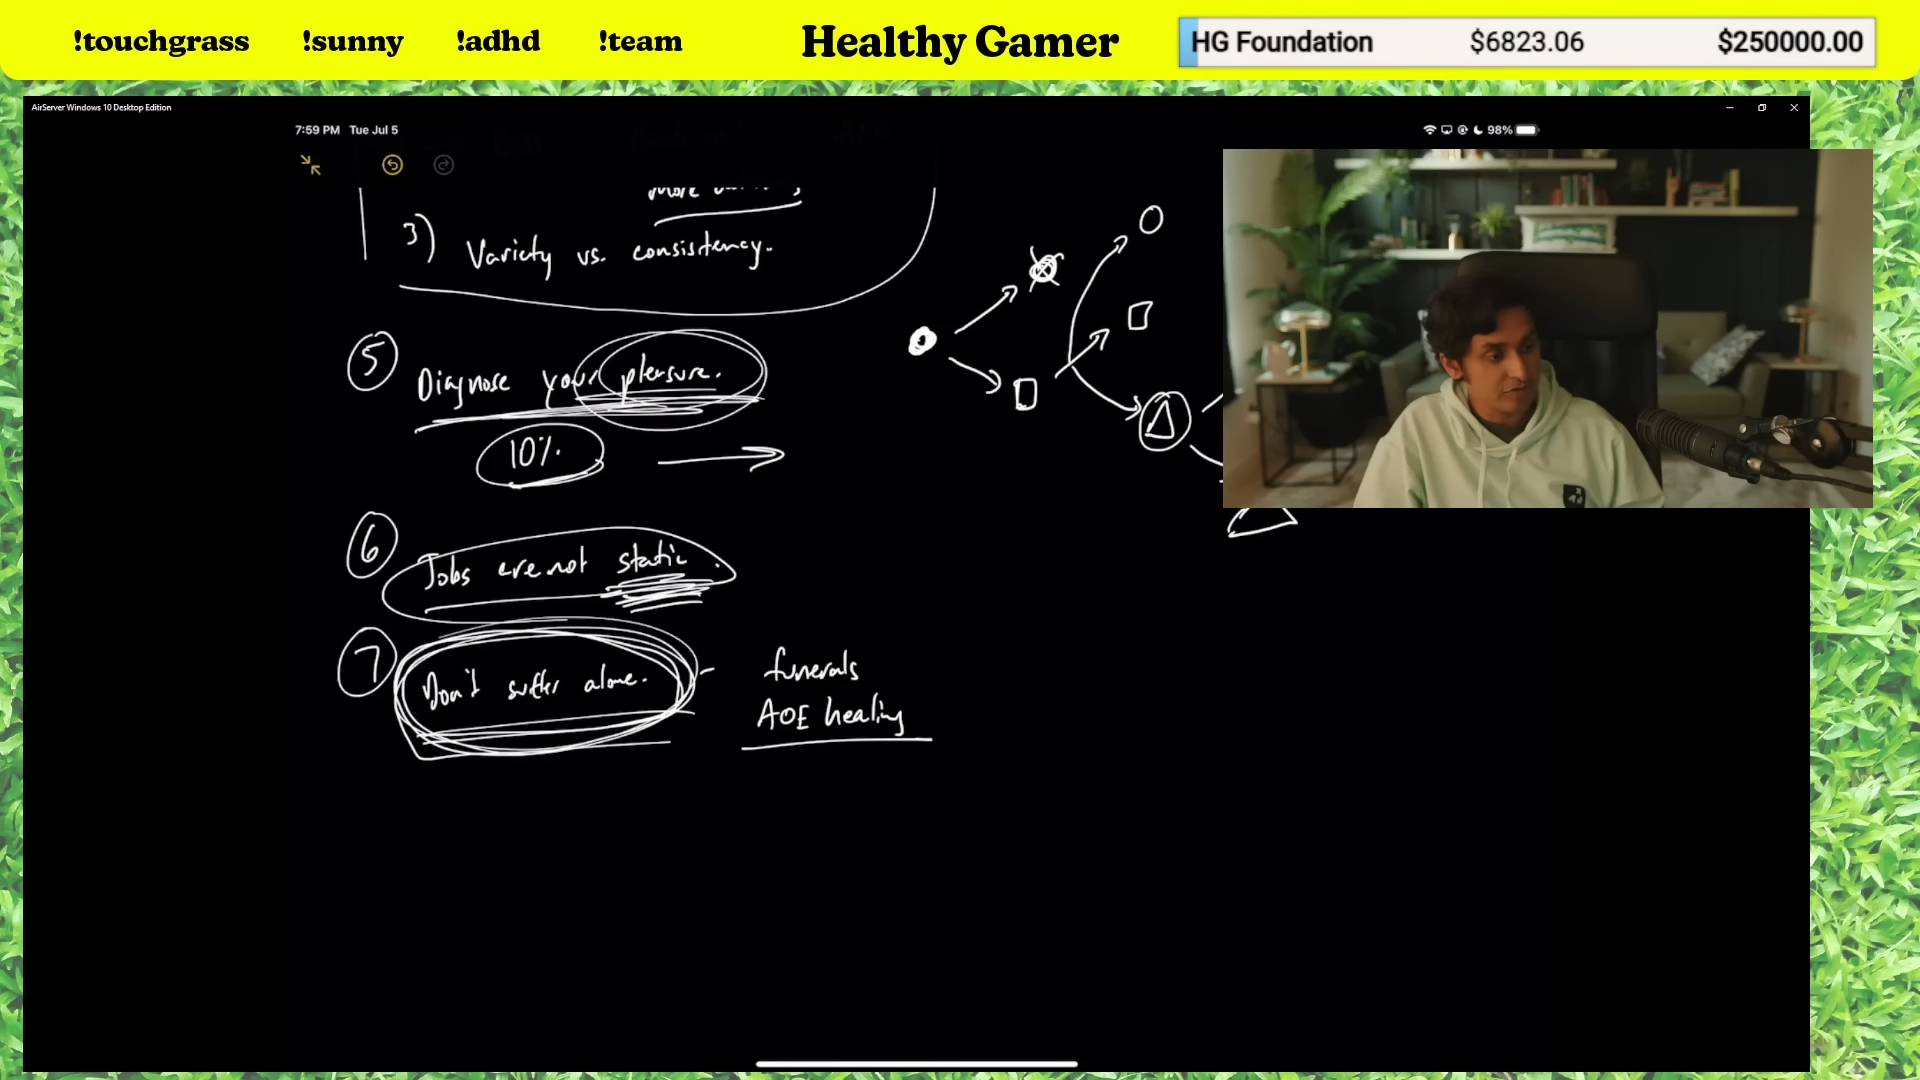 !touchgrass !sunny !adhd !team Healthy Gamer HG Foundation $6823.06 $250000.00
AirServer Windows 10 Desktop Edition
7:59 PM Tue Jul 5 98%
More
3) Variety vs. consistency.
5 Diagnose your pleasure.
10%
6 Jobs are not static.
7 Don't suffer alone. funerals
AOE healing